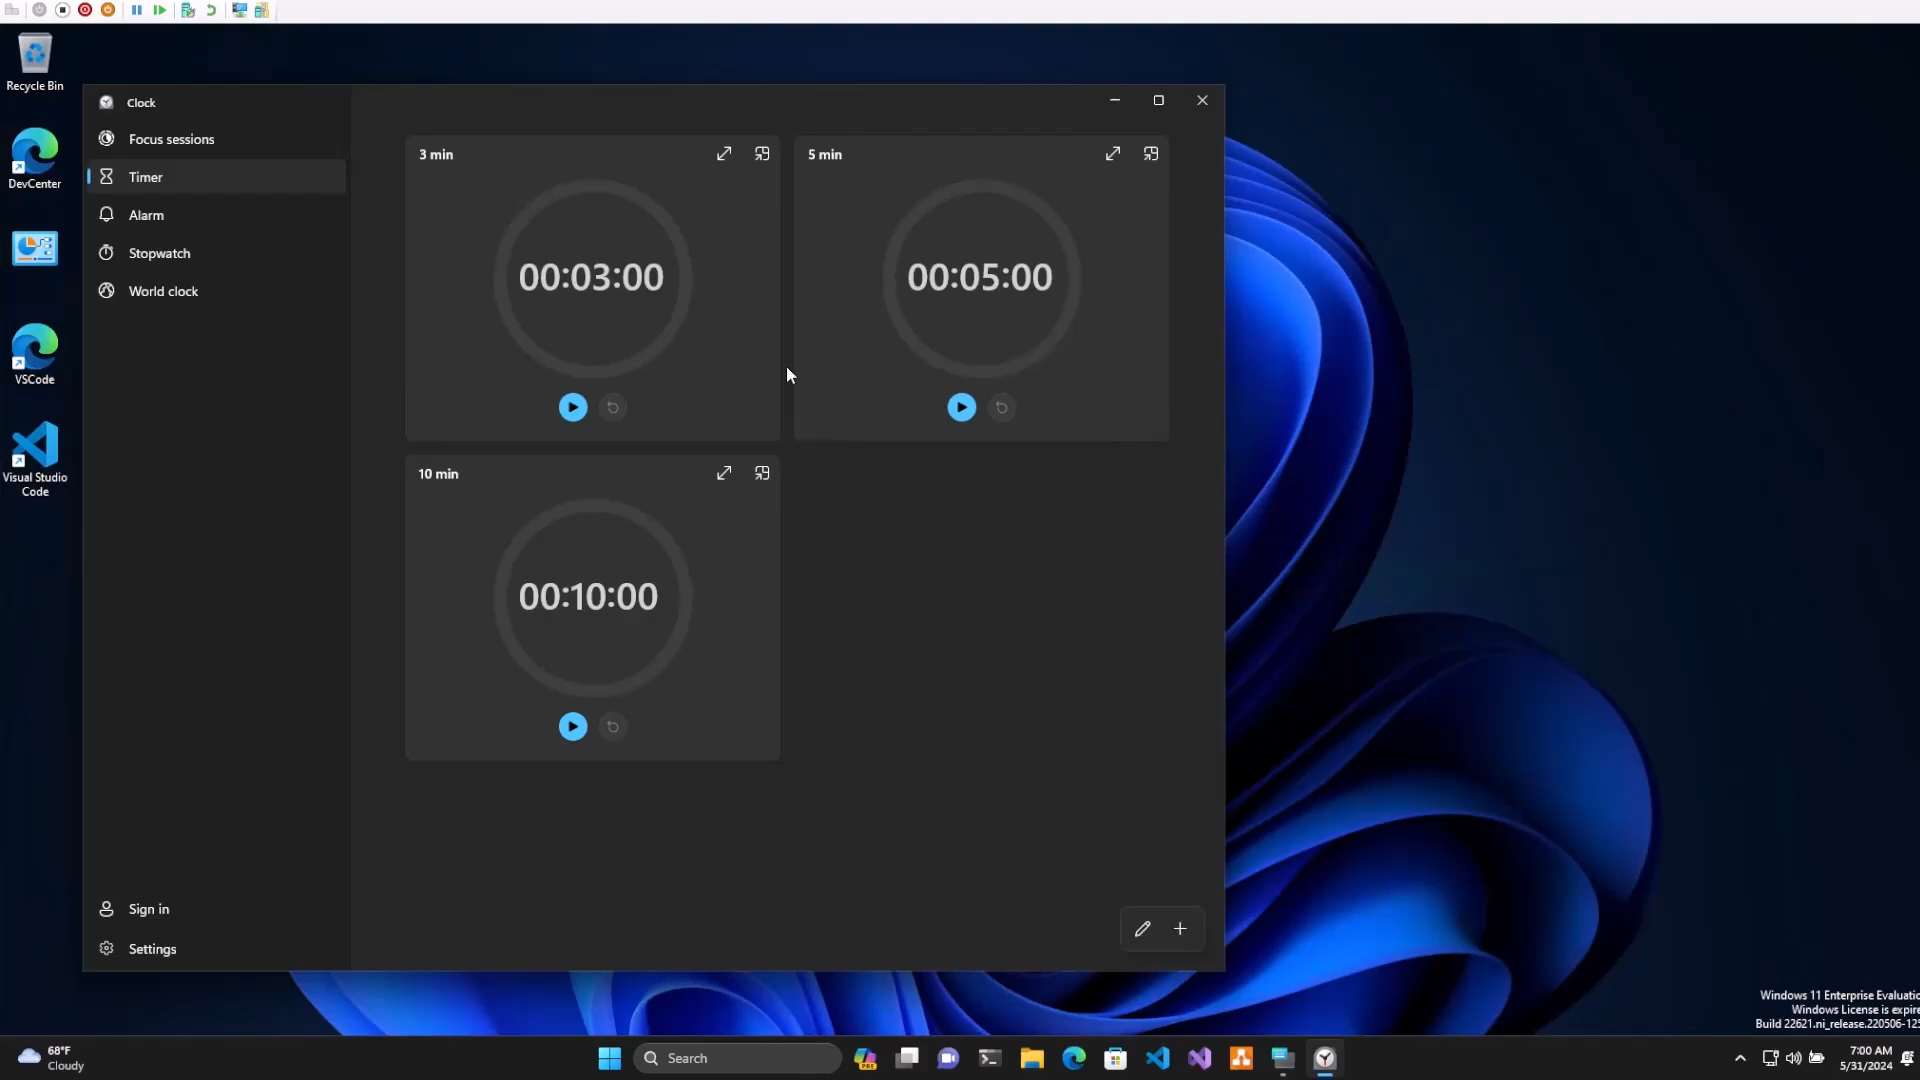 Recycle Bin
DevCenter
VSCode
Visual Studio
Code
Clock
Focus sessions
Timer
Alarm
Stopwatch
World clock
Sign in
Settings
3 min
00:03:00
5 min
00:05:00
10 min
00:10:00
Windows 11 Enterprise Evaluatio
Windows License is expire
Build 22621.ni_release.220506-125
68°F
Cloudy
Search
PRE
7:00 AM
5/31/2024